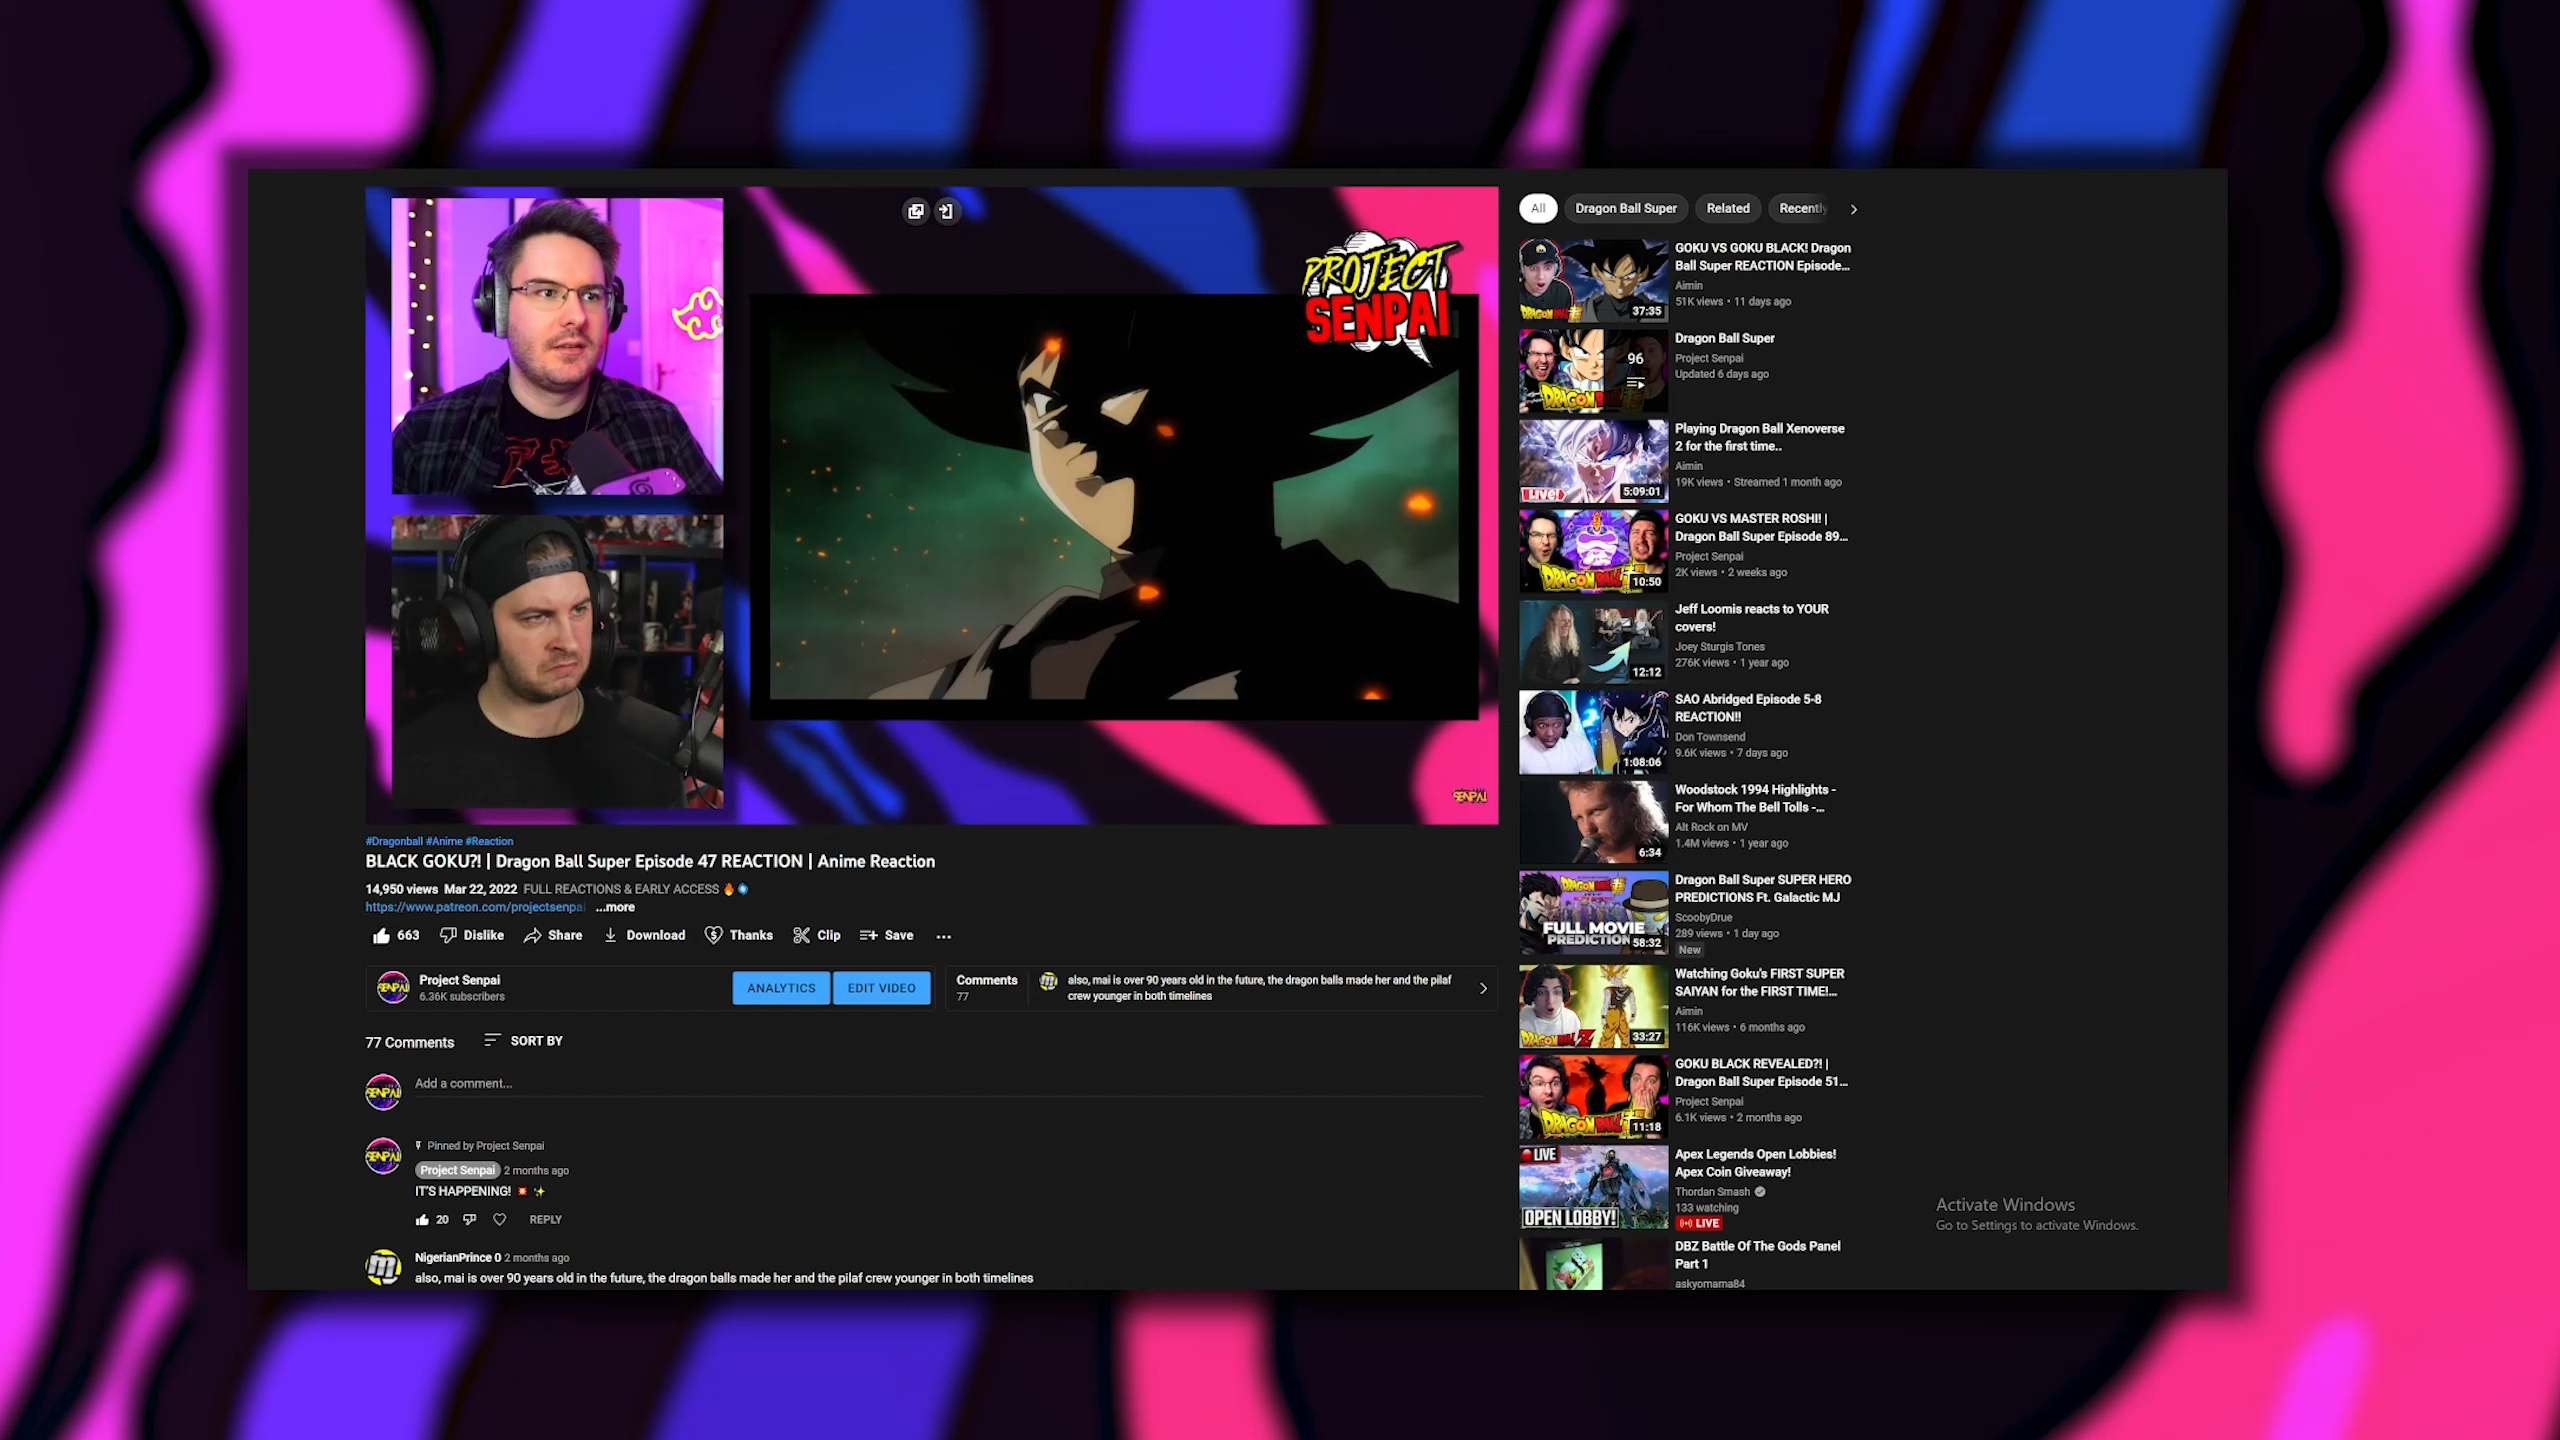 PROJECT
SENPAI
SENPAI
#Dragonball #Anime #Reaction
BLACK GOKU?! | Dragon Ball Super Episode 47 REACTION | Anime Reaction
14,950 views Mar 22, 2022 FULL REACTIONS & EARLY ACCESS
https://www.patreon.com/projectsenpai ...more
663 Dislike Share Download Thanks Clip Save ...
SENPAI
Project Senpai
6.36K subscribers
ANALYTICS
EDIT VIDEO
Comments
77
also, mai is over 90 years old in the future, the dragon balls made her and the pilaf
crew younger in both timelines
77 Comments SORT BY
SENPAI
Add a comment...
SENPAI
Pinned by Project Senpai
Project Senpai 2 months ago
IT'S HAPPENING!
20 REPLY
NigerianPrince 0 2 months ago
also, mai is over 90 years old in the future, the dragon balls made her and the pilaf crew younger in both timelines
All Dragon Ball Super Related Recently
37:35
GOKU VS GOKU BLACK! Dragon
Ball Super REACTION Episode...
Aimin
51K views • 11 days ago
96
Dragon Ball Super
Project Senpai
Updated 6 days ago
LIVE!
5:09:01
Playing Dragon Ball Xenoverse
2 for the first time..
Aimin
19K views • Streamed 1 month ago
10:50
GOKU VS MASTER ROSHI! |
Dragon Ball Super Episode 89...
Project Senpai
2K views • 2 weeks ago
12:12
Jeff Loomis reacts to YOUR
covers!
Joey Sturgis Tones
276K views • 1 year ago
1:08:06
SAO Abridged Episode 5-8
REACTION!!
Don Townsend
9.6K views • 7 days ago
6:34
Woodstock 1994 Highlights -
For Whom The Bell Tolls -...
Alt Rock on MV
1.4M views • 1 year ago
FULL MOVIE
PREDICTION
58:32
Dragon Ball Super SUPER HERO
PREDICTIONS Ft. Galactic MJ
ScoobyDrue
289 views • 1 day ago
New
33:27
Watching Goku's FIRST SUPER
SAIYAN for the FIRST TIME!...
Aimin
116K views • 6 months ago
11:18
GOKU BLACK REVEALED?! |
Dragon Ball Super Episode 51...
Project Senpai
6.1K views • 2 months ago
LIVE
OPEN LOBBY!
Apex Legends Open Lobbies!
Apex Coin Giveaway!
Thordan Smash
133 watching
LIVE
DBZ Battle Of The Gods Panel
Part 1
askyomama84
Activate Windows
Go to Settings to activate Windows.